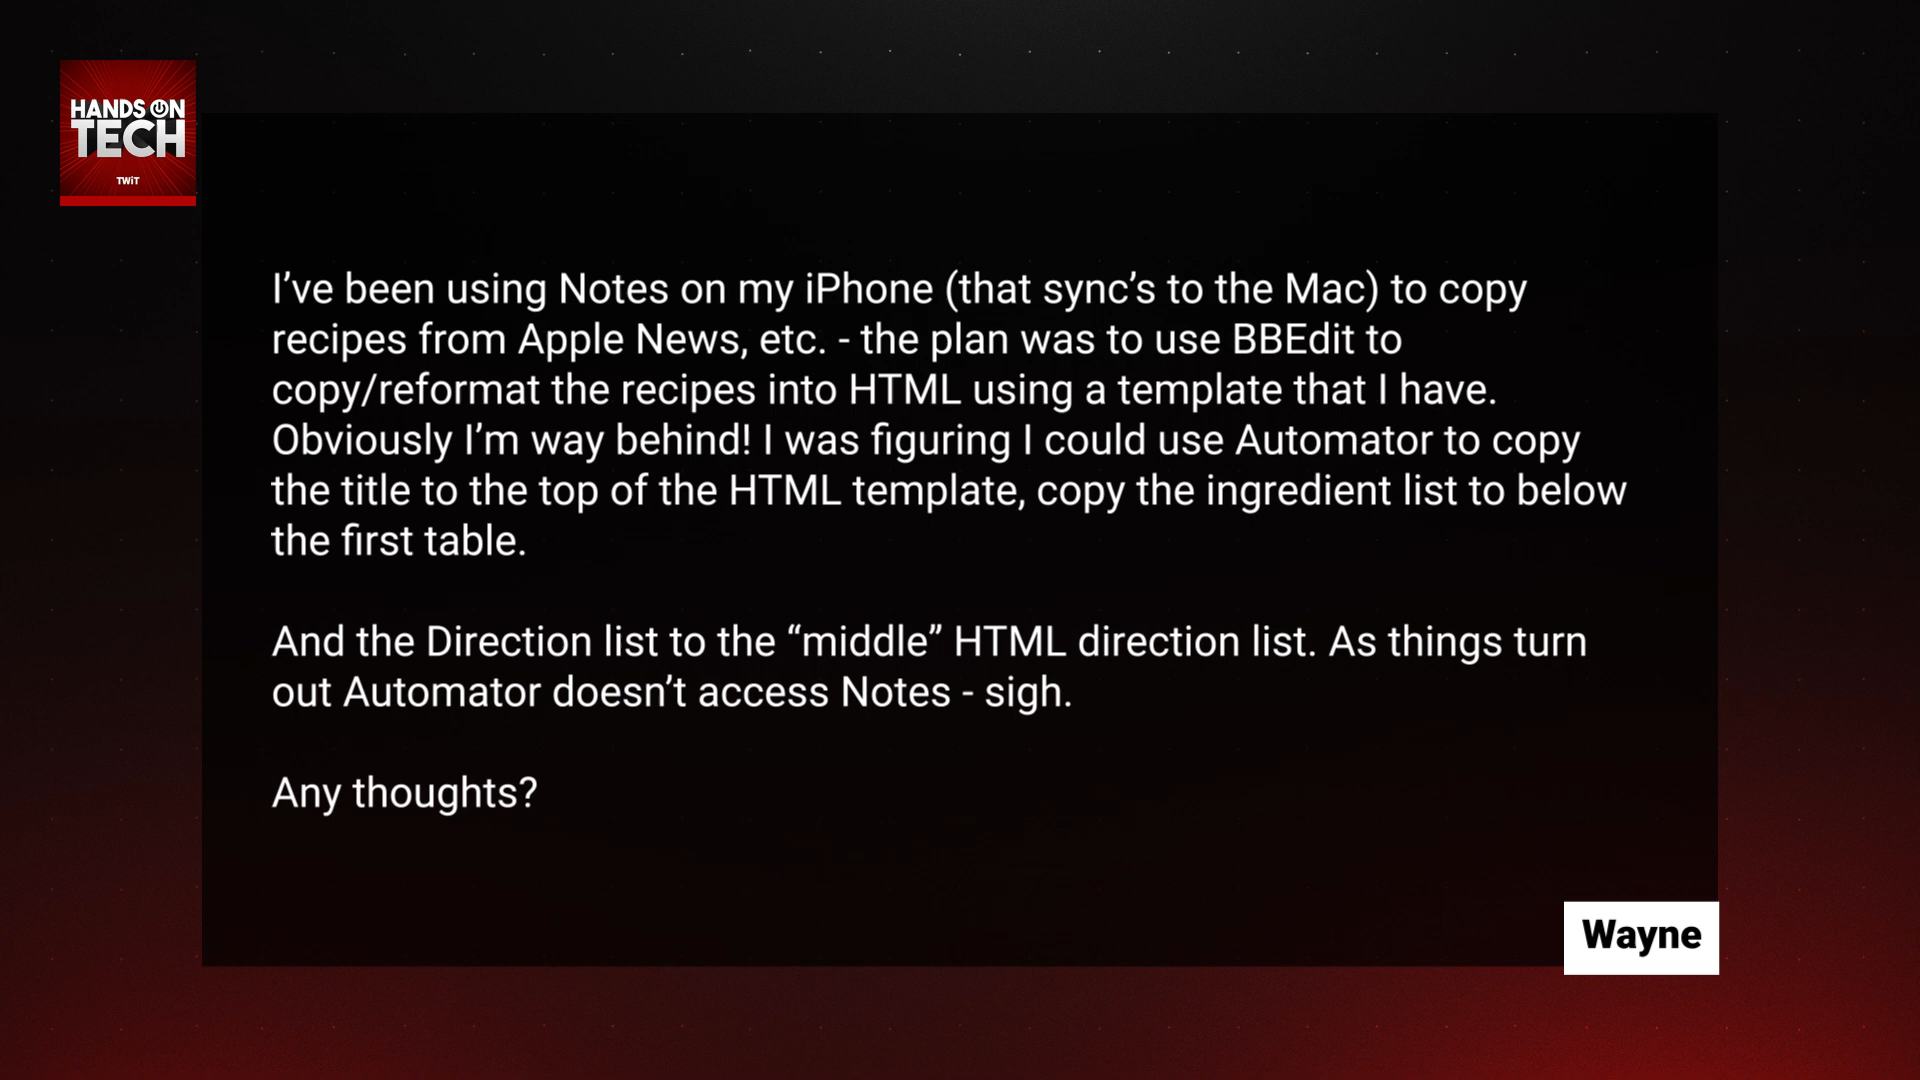 HANDS ON
TECH
TWiT
I’ve been using Notes on my iPhone (that sync’s to the Mac) to copy
recipes from Apple News, etc. - the plan was to use BBEdit to
copy/reformat the recipes into HTML using a template that I have.
Obviously I’m way behind! I was figuring I could use Automator to copy
the title to the top of the HTML template, copy the ingredient list to below
the first table.
And the Direction list to the “middle” HTML direction list. As things turn
out Automator doesn’t access Notes - sigh.
Any thoughts?
Wayne